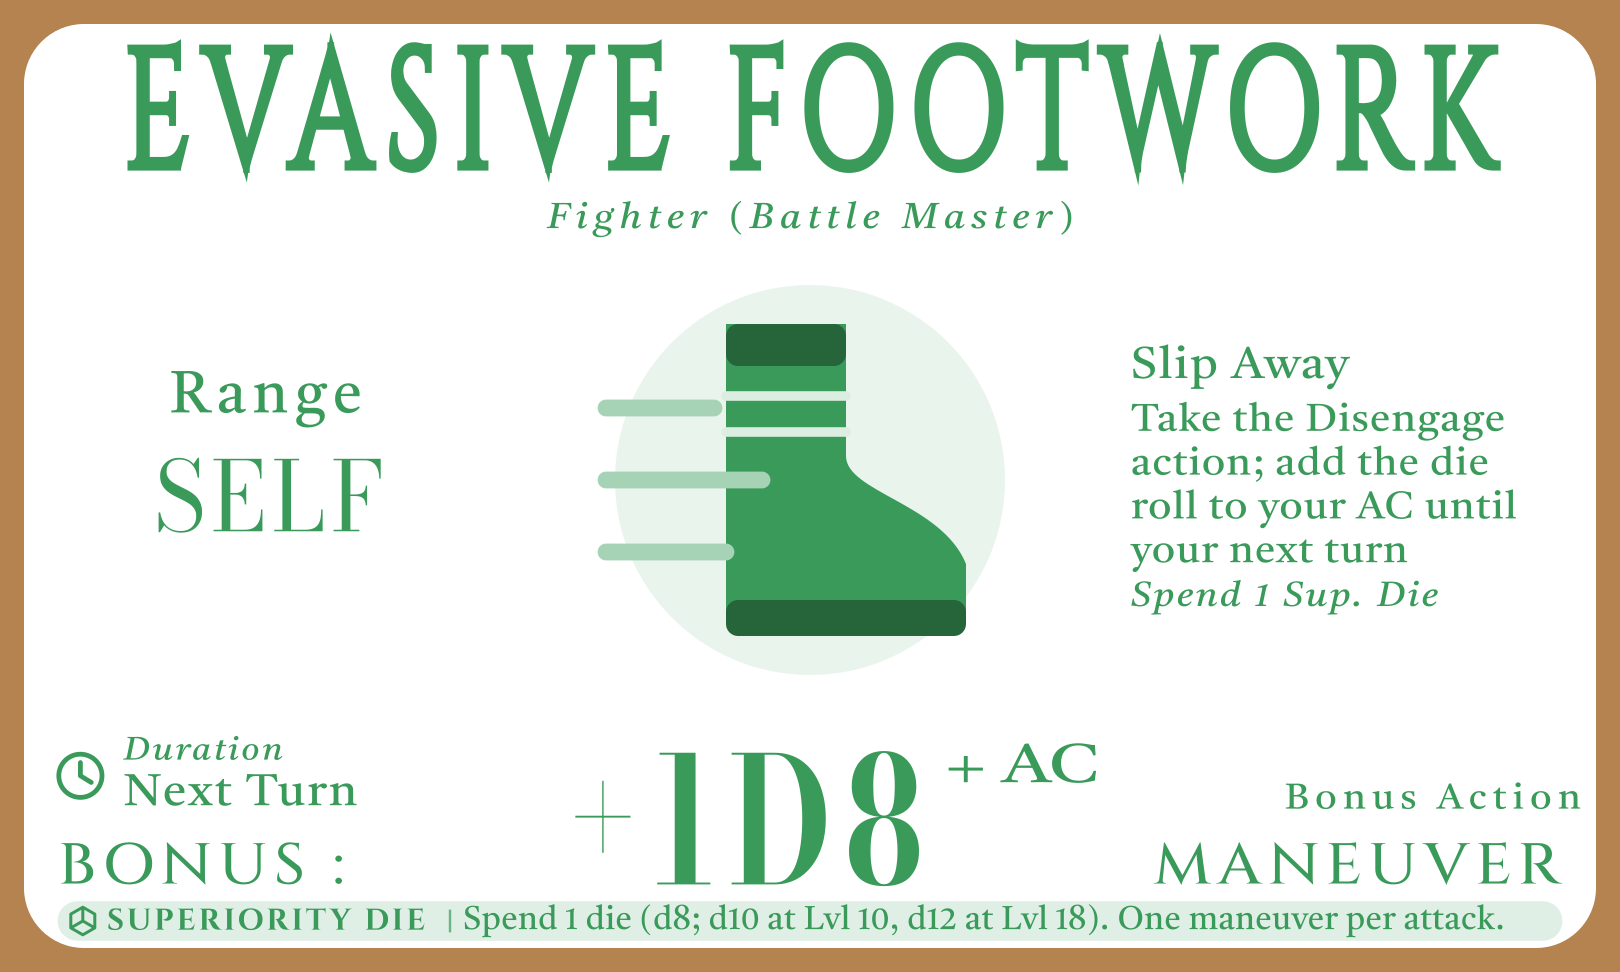 EVASIVE FOOTWORK
Fighter (Battle Master)
Range
SELF
Slip Away
Take the Disengage
action; add the die
roll to your AC until
your next turn
Spend 1 Sup. Die
Duration
Next Turn
BONUS :
+ 1D8 + AC
Bonus Action
MANEUVER
SUPERIORITY DIE | Spend 1 die (d8; d10 at Lvl 10, d12 at Lvl 18). One maneuver per attack.